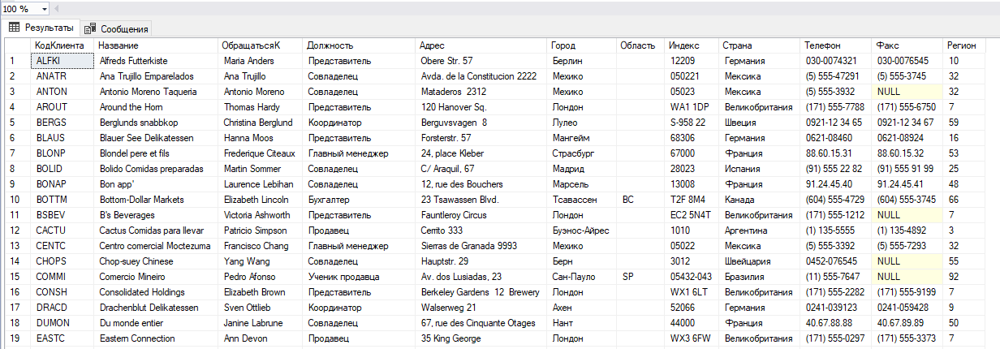 100 %
Результаты Сообщения
КодКлиента Название ОбращатьсяК Должность Адрес Город Область Индекс Страна Телефон Факс Регион
1 ALFKI Alfreds Futterkiste Maria Anders Представитель Obere Str. 57 Берлин 12209 Германия 030-0074321 030-0076545 10
2 ANATR Ana Trujillo Emparelados Ana Trujillo Совладелец Avda. de la Constitucion 2222 Мехико 050221 Мексика (5) 555-47291 (5) 555-3745 32
3 ANTON Antonio Moreno Taqueria Antonio Moreno Совладелец Mataderos 2312 Мехико 05023 Мексика (5) 555-3932 NULL 32
4 AROUT Around the Horn Thomas Hardy Представитель 120 Hanover Sq. Лондон WA1 1DP Великобритания (171) 555-7788 (171) 555-6750 7
5 BERGS Berglunds snabbkop Christina Berglund Координатор Berguvsvagen 8 Лулео S-958 22 Швеция 0921-12 34 65 0921-12 34 67 59
6 BLAUS Blauer See Delikatessen Hanna Moos Представитель Forsterstr. 57 Мангейм 68306 Германия 0621-08460 0621-08924 16
7 BLONP Blondel pere et fils Frederique Citeaux Главный менеджер 24, place Kleber Страсбург 67000 Франция 88.60.15.31 88.60.15.32 53
8 BOLID Bolido Comidas preparadas Martin Sommer Совладелец C/ Araquil, 67 Мадрид 28023 Испания (91) 555 22 82 (91) 555 91 99 25
9 BONAP Bon app' Laurence Lebihan Совладелец 12, rue des Bouchers Марсель 13008 Франция 91.24.45.40 91.24.45.41 48
10 BOTTM Bottom-Dollar Markets Elizabeth Lincoln Бухгалтер 23 Tsawassen Blvd. Тсавассен BC T2F 8M4 Канада (604) 555-4729 (604) 555-3745 66
11 BSBEV B's Beverages Victoria Ashworth Представитель Fauntleroy Circus Лондон EC2 5N4T Великобритания (171) 555-1212 NULL 7
12 CACTU Cactus Comidas para llevar Patricio Simpson Продавец Cerrito 333 Буэнос-Айрес 1010 Аргентина (1) 135-5555 (1) 135-4892 3
13 CENTC Centro comercial Moctezuma Francisco Chang Главный менеджер Sierras de Granada 9993 Мехико 05022 Мексика (5) 555-3392 (5) 555-7293 32
14 CHOPS Chop-suey Chinese Yang Wang Совладелец Hauptstr. 29 Берн 3012 Швейцария 0452-076545 NULL 55
15 COMMI Comercio Mineiro Pedro Afonso Ученик продавца Av. dos Lusiadas, 23 Сан-Пауло SP 05432-043 Бразилия (11) 555-7647 NULL 92
16 CONSH Consolidated Holdings Elizabeth Brown Представитель Berkeley Gardens 12 Brewery Лондон WX1 6LT Великобритания (171) 555-2282 (171) 555-9199 7
17 DRACD Drachenblut Delikatessen Sven Ottlieb Координатор Walserweg 21 Ахен 52066 Германия 0241-039123 0241-059428 9
18 DUMON Du monde entier Janine Labrune Совладелец 67, rue des Cinquante Otages Нант 44000 Франция 40.67.88.88 40.67.89.89 50
19 EASTC Eastern Connection Ann Devon Продавец 35 King George Лондон WX3 6FW Великобритания (171) 555-0297 (171) 555-3373 7